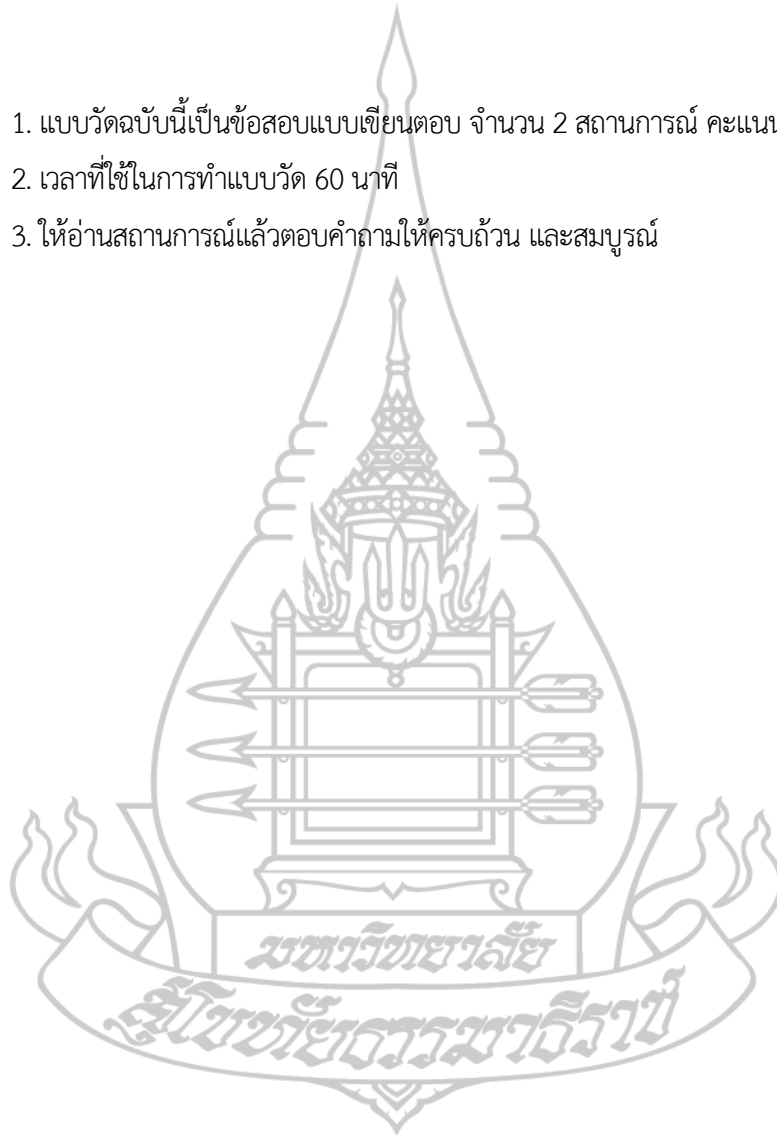 1. แบบวัดฉบับนี้เป็นข้อสอบแบบเขียนตอบ จำนวน 2 สถานการณ์ คะแนน
2. เวลาที่ใช้ในการทำแบบวัด 60 นาที
3. ให้อ่านสถานการณ์แล้วตอบคำถามให้ครบถ้วน และสมบูรณ์
มหาวิทยาลัย
สุโขทัยธรรมาธิราช